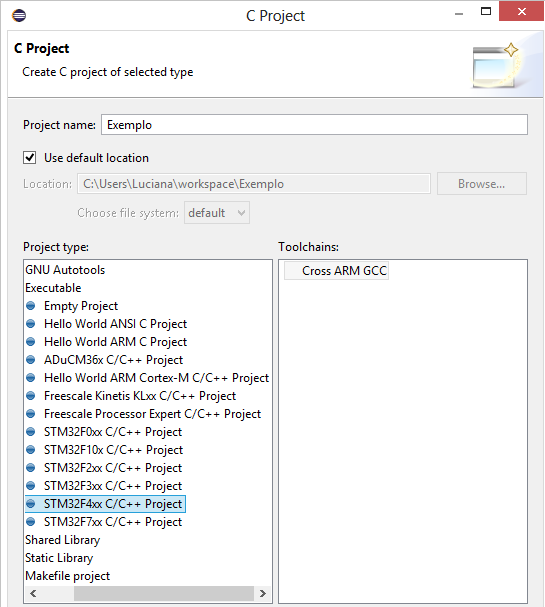 C Project
C Project
Create C project of selected type
Project name: Exemplo
Use default location
Location: C:\Users\Luciana\workspace\Exemplo Browse...
Choose file system: default
Project type: Toolchains:
GNU Autotools Cross ARM GCC
Executable
Empty Project
Hello World ANSI C Project
Hello World ARM C Project
ADuCM36x C/C++ Project
Hello World ARM Cortex-M C/C++ Project
Freescale Kinetis KLxx C/C++ Project
Freescale Processor Expert C/C++ Project
STM32F0xx C/C++ Project
STM32F10x C/C++ Project
STM32F2xx C/C++ Project
STM32F3xx C/C++ Project
STM32F4xx C/C++ Project
STM32F7xx C/C++ Project
Shared Library
Static Library
Makefile project